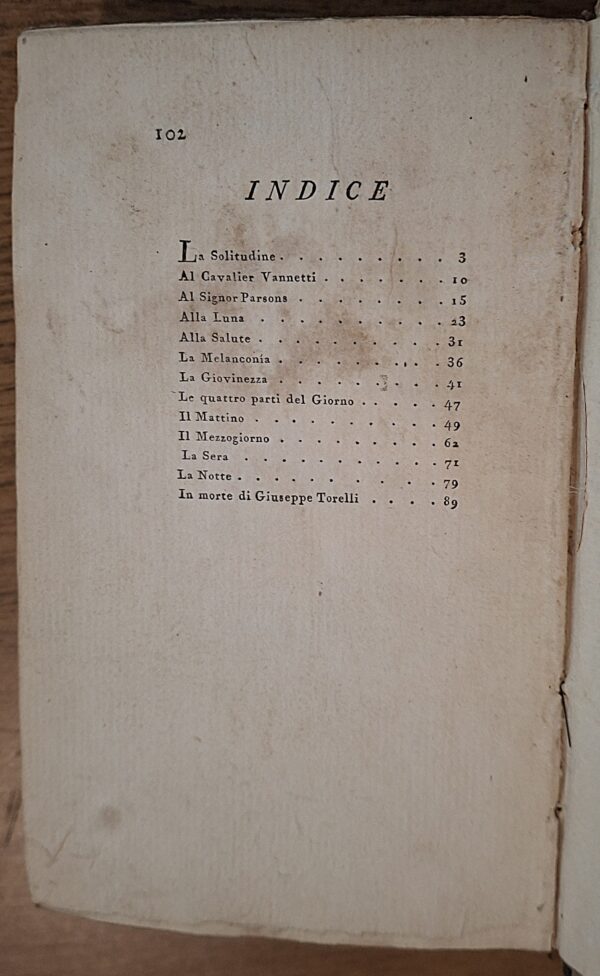 102
INDICE
La Solitudine . . . . . . . . . 3
Al Cavalier Vannetti . . . . . . . 10
Al Signor Parsons . . . . . . . . 15
Alla Luna . . . . . . . . . . 23
Alla Salute . . . . . . . . . . 31
La Melanconía . . . . . . . . . 36
La Giovinezza . . . . . . . . . 41
Le quattro parti del Giorno . . . . . 47
Il Mattino . . . . . . . . . . 49
Il Mezzogiorno . . . . . . . . . 62
La Sera . . . . . . . . . . . 71
La Notte . . . . . . . . . . 79
In morte di Giuseppe Torelli . . . . 89